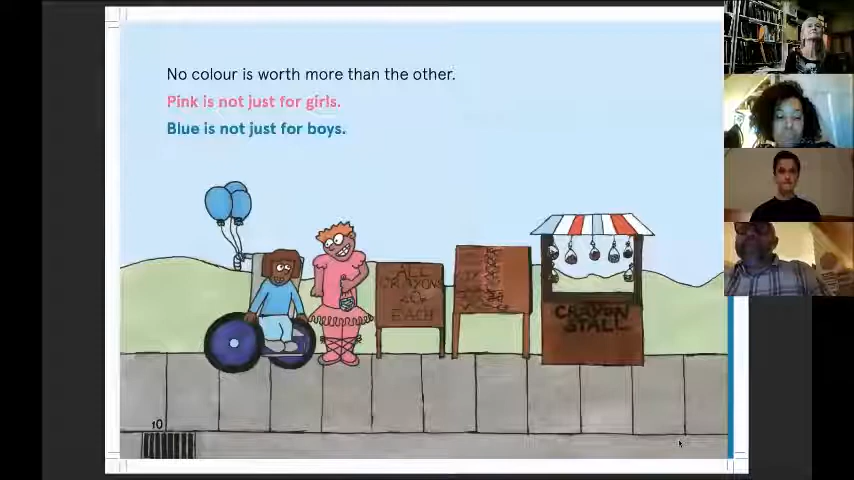 No colour is worth more than the other.
Pink is not just for girls.
Blue is not just for boys.
ALL
CRAYONS
20p
EACH
CRAYON
STALL
10